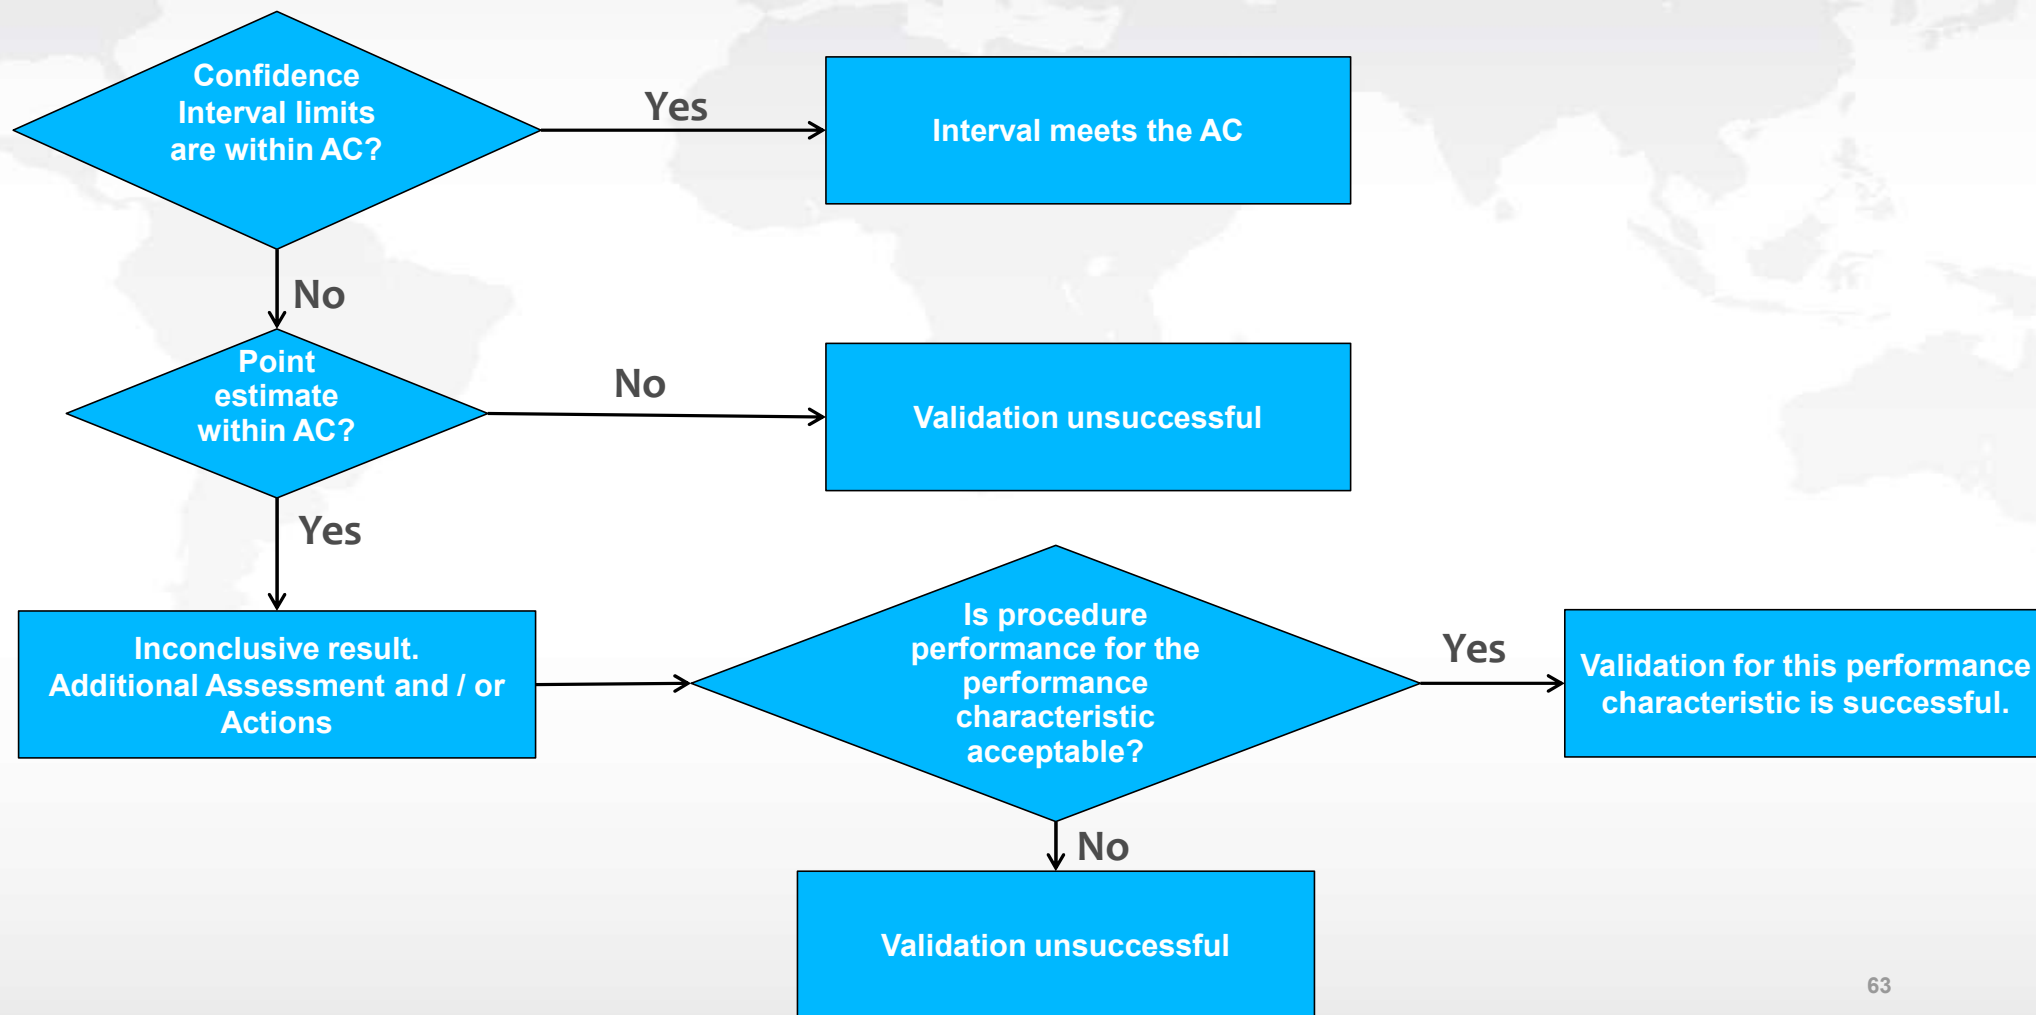 Confidence
Interval limits
are within AC?
Yes
Interval meets the AC
No
Point
estimate
within AC?
No
Validation unsuccessful
Yes
Inconclusive result.
Additional Assessment and / or
Actions
Is procedure
performance for the
performance
characteristic
acceptable?
Yes
Validation for this performance
characteristic is successful.
No
Validation unsuccessful
63